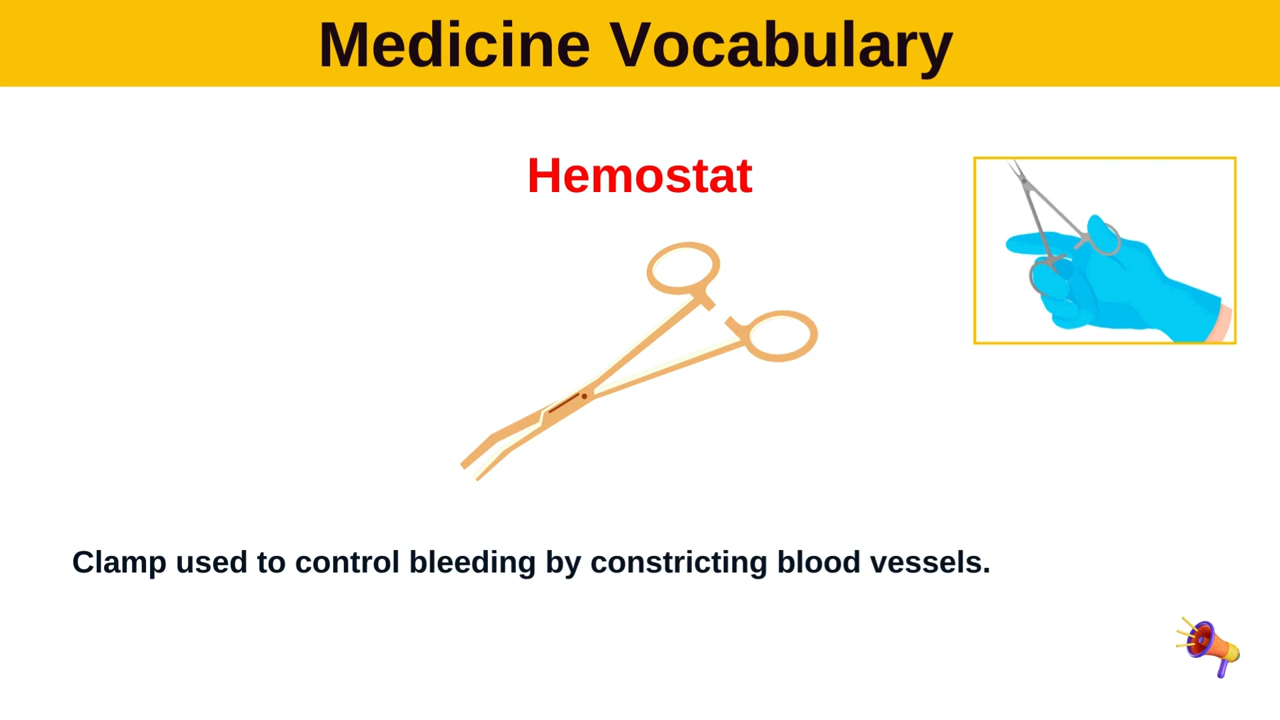 Medicine Vocabulary
Hemostat
Clamp used to control bleeding by constricting blood vessels.